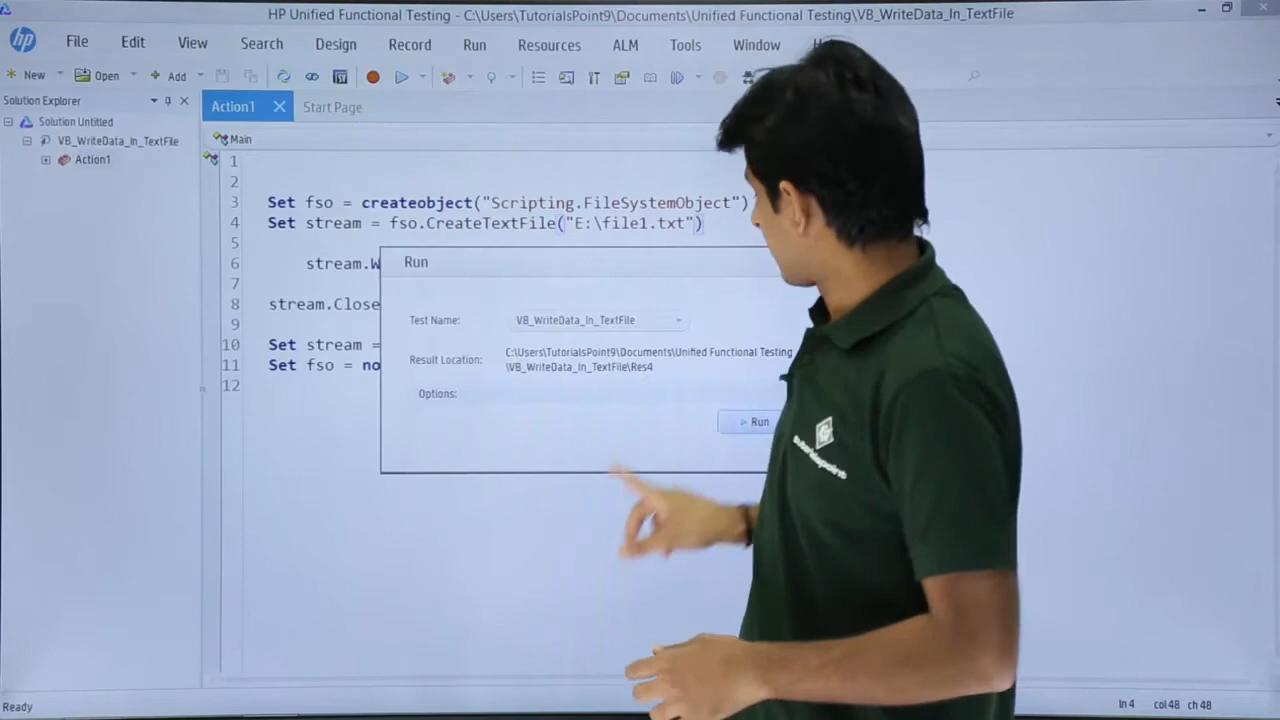 HP Unified Functional Testing - C:\Users\TutorialsPoint9\Documents\Unified Functional Testing\VB_WriteData_In_TextFile
hp File Edit View Search Design Record Run Resources ALM Tools Window
New Open Add
Solution Explorer
Action1 Start Page
Solution Untitled
VB_WriteData_In_TextFile
Action1
Main
1
2
3 Set fso = createobject("Scripting.FileSystemObject")
4 Set stream = fso.CreateTextFile("E:\file1.txt")
5
6 stream.W
7
8 stream.Close
9
10 Set stream =
11 Set fso = no
12
Run
Test Name: VB_WriteData_In_TextFile
Result Location: C:\Users\TutorialsPoint9\Documents\Unified Functional Testing
\VB_WriteData_In_TextFile\Res4
Options:
Run
tutorialspoint
Ready ln 4 col 48 ch 48